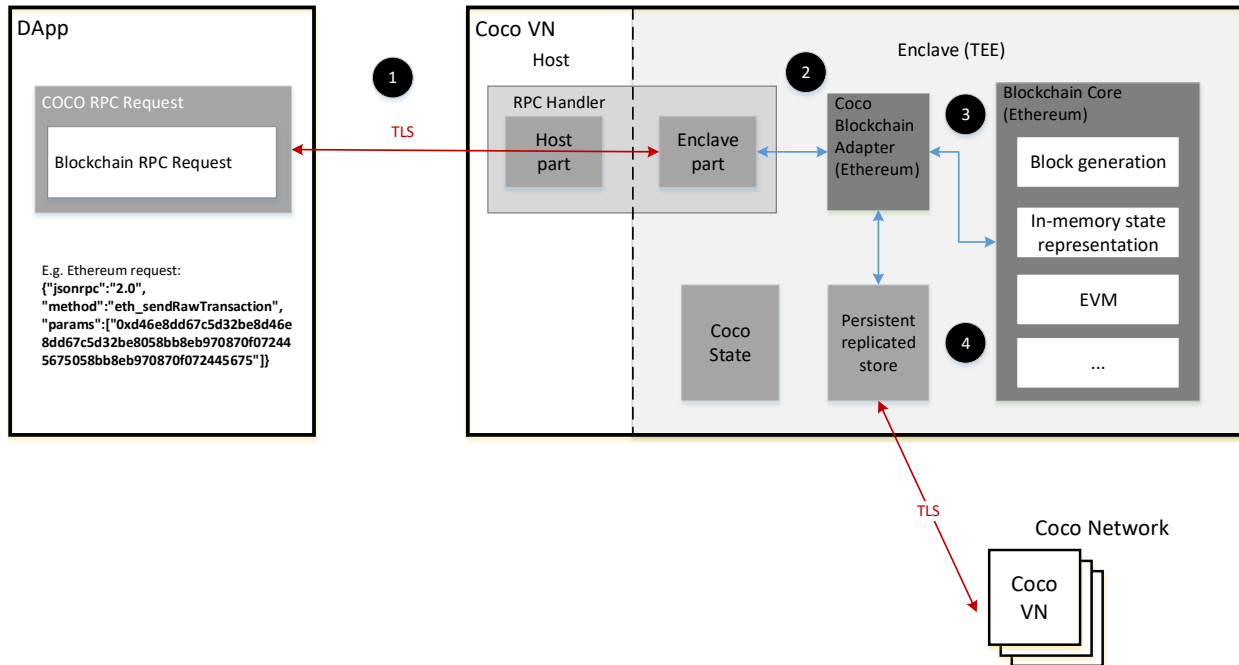 DApp
COCO RPC Request
Blockchain RPC Request
E.g. Ethereum request:
{"jsonrpc":"2.0",
"method":"eth_sendRawTransaction",
"params":["0xd46e8dd67c5d32be8d46e
8dd67c5d32be8058bb8eb970870f07244
5675058bb8eb970870f072445675"]}
1
TLS
Coco VN
Host
RPC Handler
Host
part
Enclave
part
Enclave (TEE)
2
Coco
Blockchain
Adapter
(Ethereum)
3
Blockchain Core
(Ethereum)
Block generation
In-memory state
representation
EVM
...
Coco
State
Persistent
replicated
store
4
TLS
Coco Network
Coco
VN